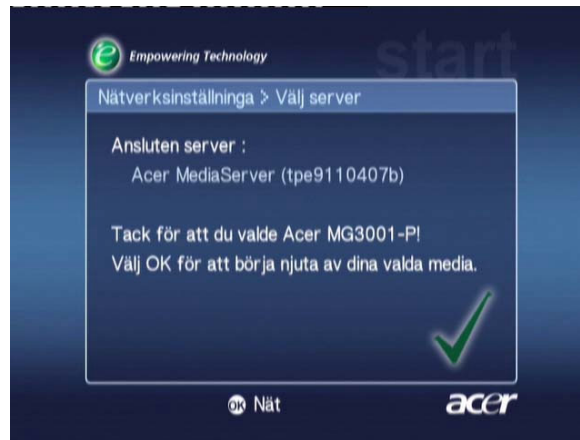 start
e Empowering Technology
Nätverksinställninga > Välj server
Ansluten server :
Acer MediaServer (tpe9110407b)
Tack för att du valde Acer MG3001-P!
Välj OK för att börja njuta av dina valda media.
OK Nät
acer